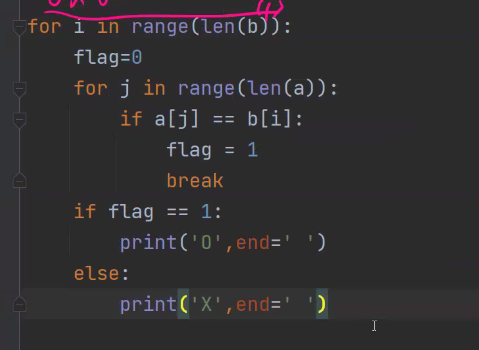 for i in range(len(b)):
    flag=0
    for j in range(len(a)):
        if a[j] == b[i]:
            flag = 1
            break
    if flag == 1:
        print('O',end=' ')
    else:
        print('X',end=' ')